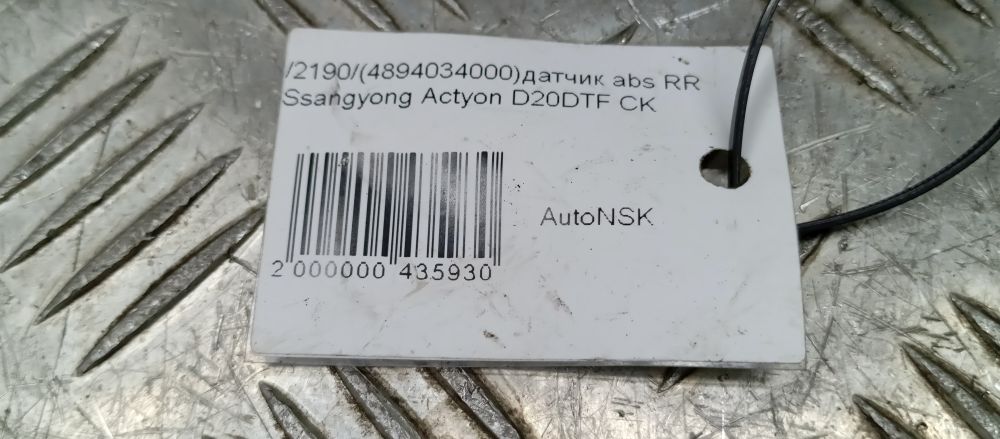 /2190/(4894034000)датчик abs RR
Ssangyong Actyon D20DTF CK
AutoNSK
2 000000 435930